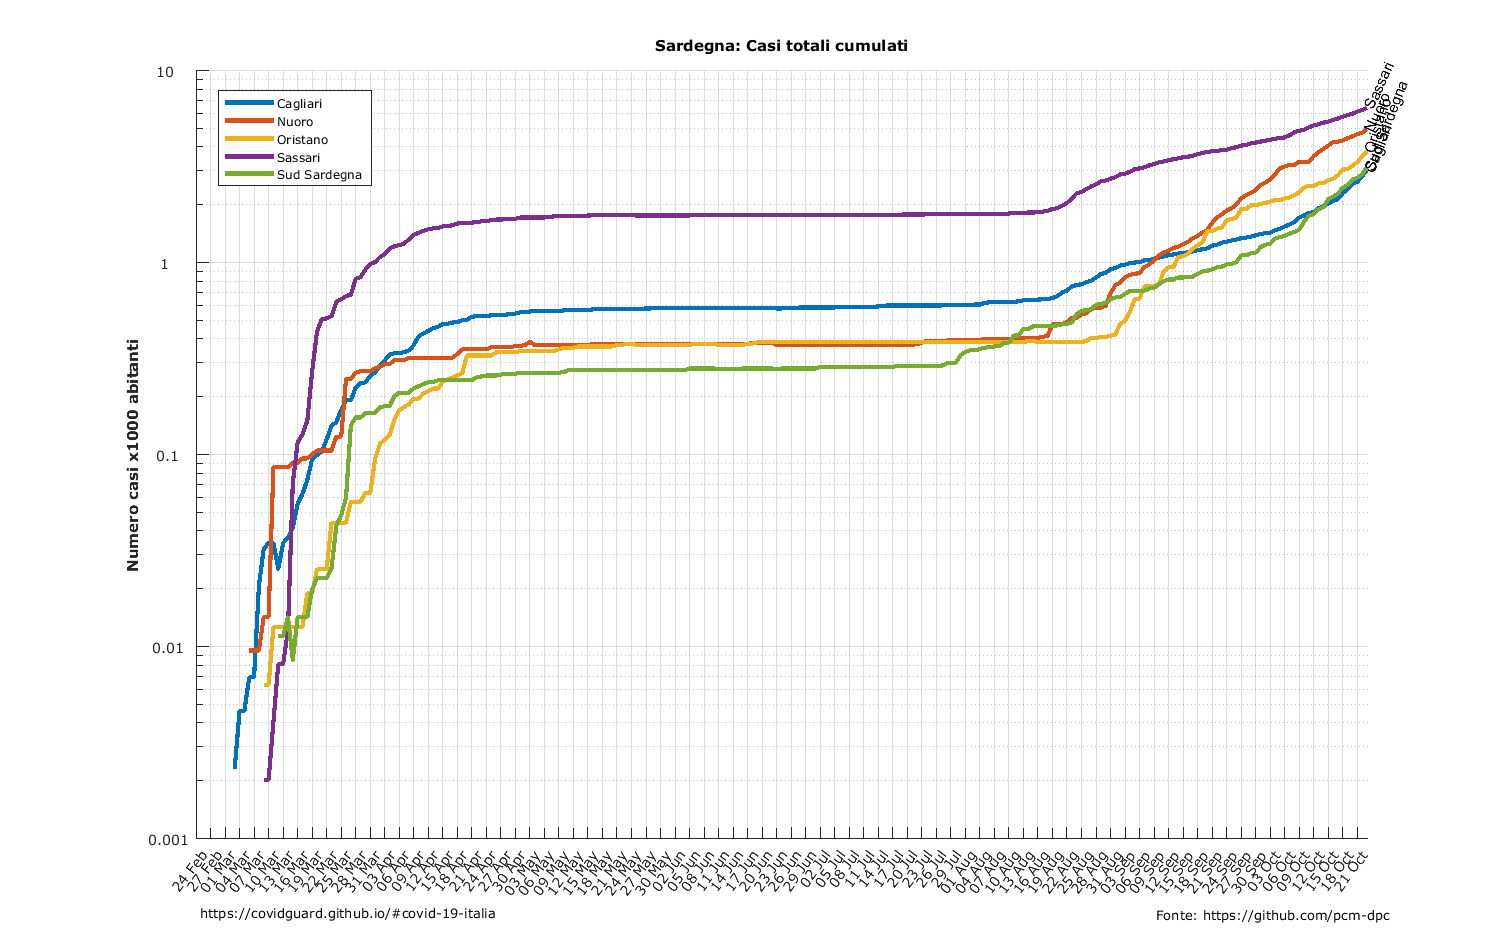 Sardegna: Casi totali cumulati
Numero casi x1000 abitanti
10
1
0.1
0.01
0.001
Cagliari
Nuoro
Oristano
Sassari
Sud Sardegna
Sassari
Nuoro
Oristano
Sud Sardegna
Cagliari
24 Feb
27 Feb
01 Mar
04 Mar
07 Mar
10 Mar
13 Mar
16 Mar
19 Mar
22 Mar
25 Mar
28 Mar
31 Mar
03 Apr
06 Apr
09 Apr
12 Apr
15 Apr
18 Apr
21 Apr
24 Apr
27 Apr
30 Apr
03 May
06 May
09 May
12 May
15 May
18 May
21 May
24 May
27 May
30 May
02 Jun
05 Jun
08 Jun
11 Jun
14 Jun
17 Jun
20 Jun
23 Jun
26 Jun
29 Jun
02 Jul
05 Jul
08 Jul
11 Jul
14 Jul
17 Jul
20 Jul
23 Jul
26 Jul
29 Jul
01 Aug
04 Aug
07 Aug
10 Aug
13 Aug
16 Aug
19 Aug
22 Aug
25 Aug
28 Aug
31 Aug
03 Sep
06 Sep
09 Sep
12 Sep
15 Sep
18 Sep
21 Sep
24 Sep
27 Sep
30 Sep
03 Oct
06 Oct
09 Oct
12 Oct
15 Oct
18 Oct
21 Oct
https://covidguard.github.io/#covid-19-italia
Fonte: https://github.com/pcm-dpc